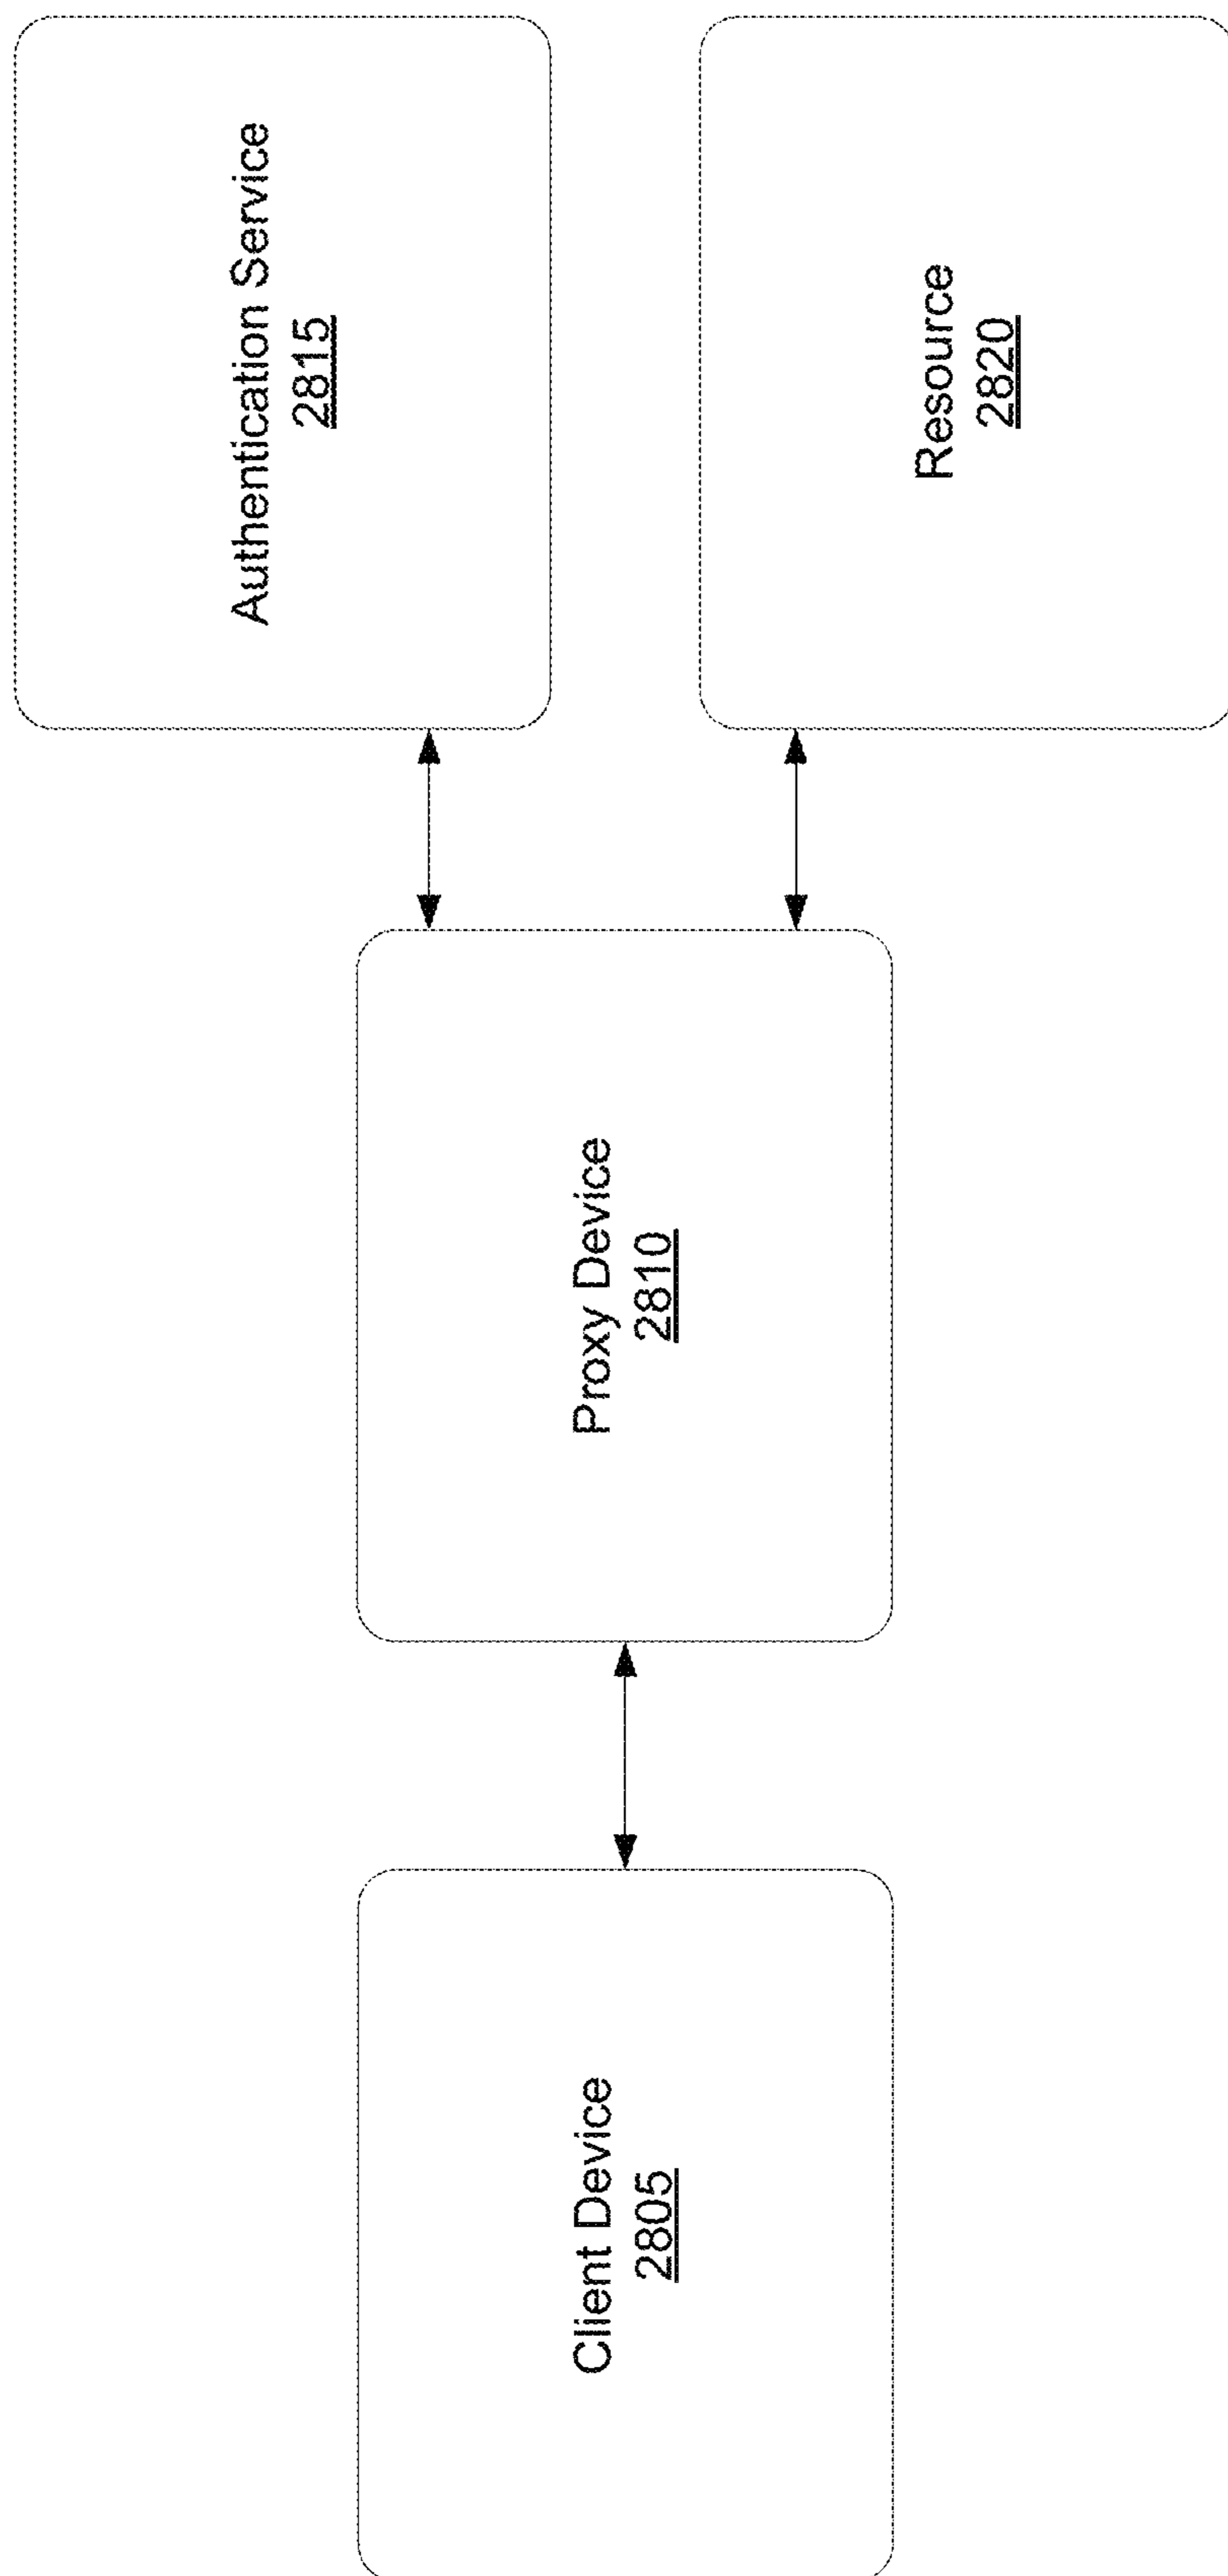 Client Device
2805
Proxy Device
2810
Authentication Service
2815
Resource
2820